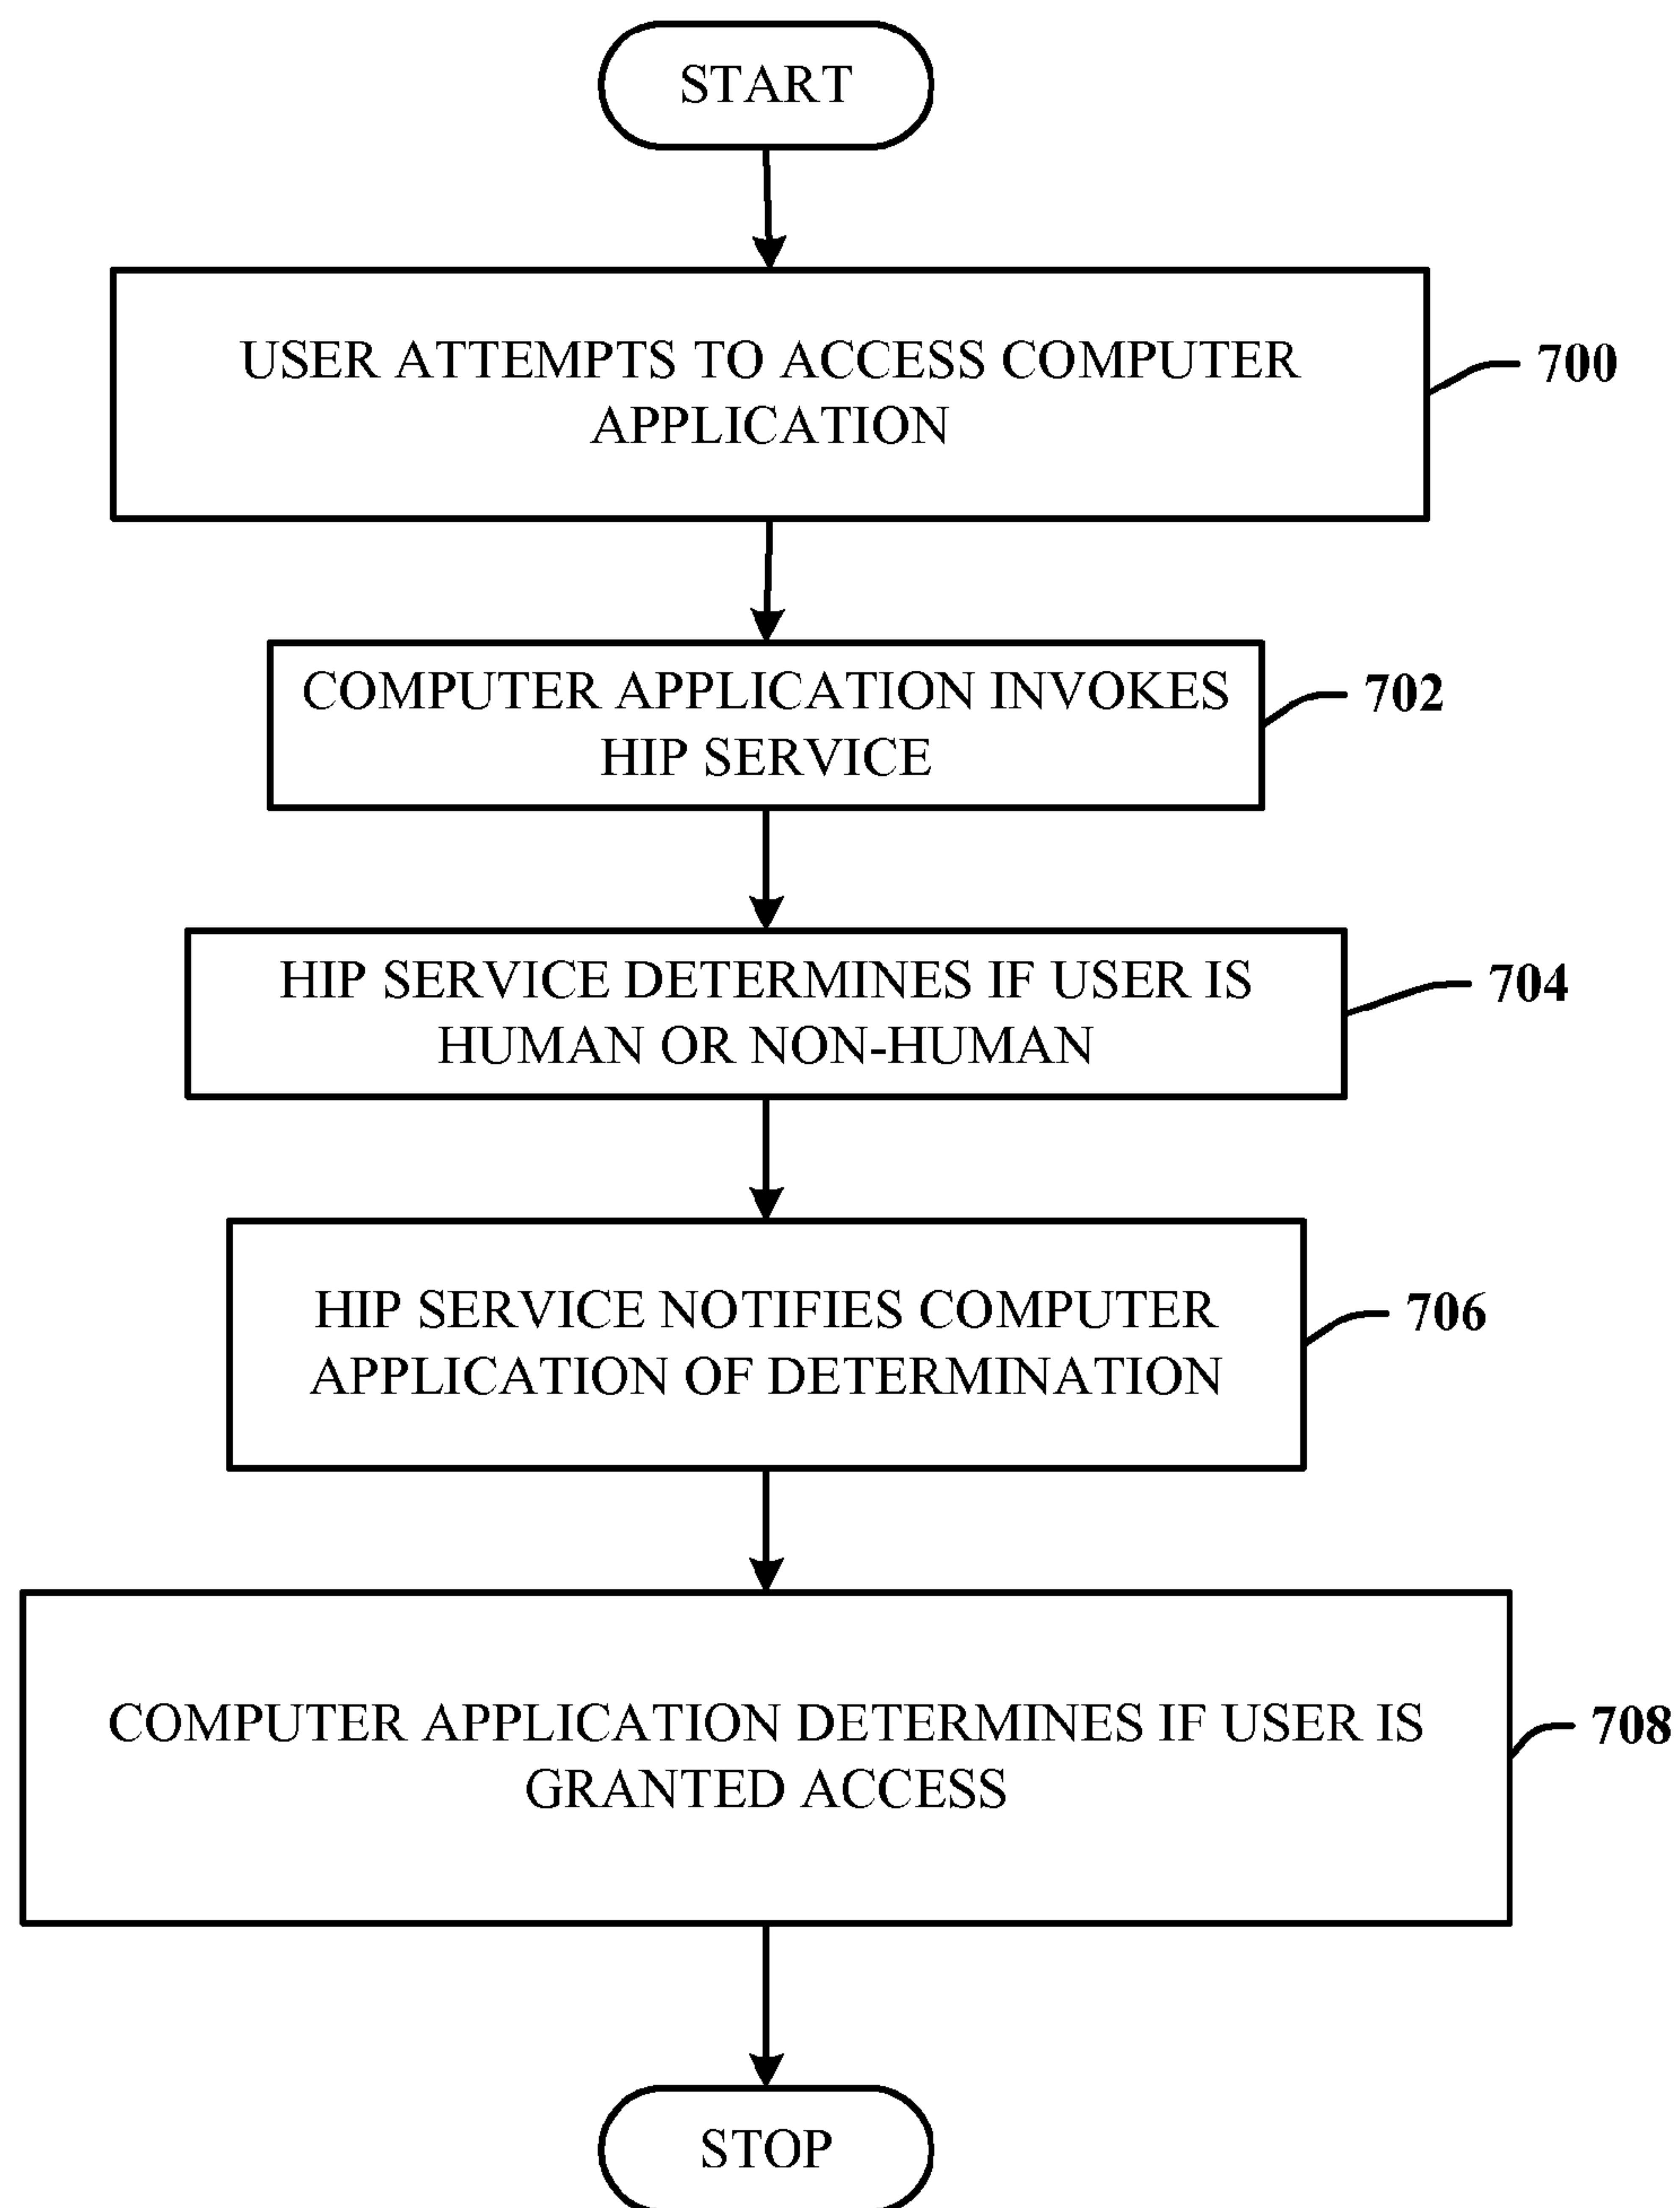 START
USER ATTEMPTS TO ACCESS COMPUTER
APPLICATION
700
COMPUTER APPLICATION INVOKES
HIP SERVICE
702
HIP SERVICE DETERMINES IF USER IS
HUMAN OR NON-HUMAN
704
HIP SERVICE NOTIFIES COMPUTER
APPLICATION OF DETERMINATION
706
COMPUTER APPLICATION DETERMINES IF USER IS
GRANTED ACCESS
708
STOP